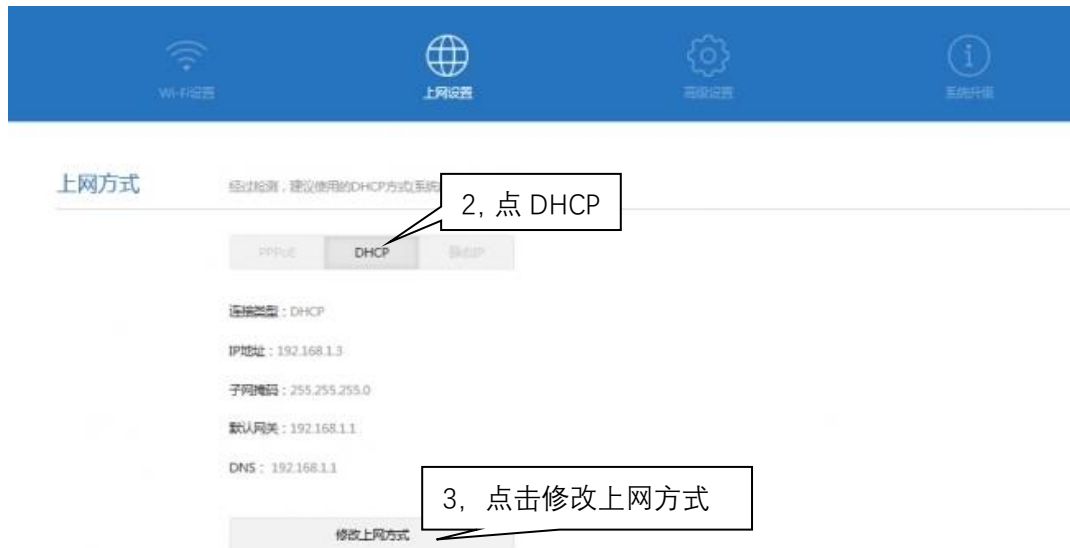 Wi-Fi设置
上网设置
高级设置
系统升级
上网方式
经过检测，建议使用的DHCP方式(系统
2, 点 DHCP
PPPoE
DHCP
静态IP
连接类型：DHCP
IP地址：192.168.1.3
子网掩码：255.255.255.0
默认网关：192.168.1.1
DNS：192.168.1.1
3, 点击修改上网方式
修改上网方式